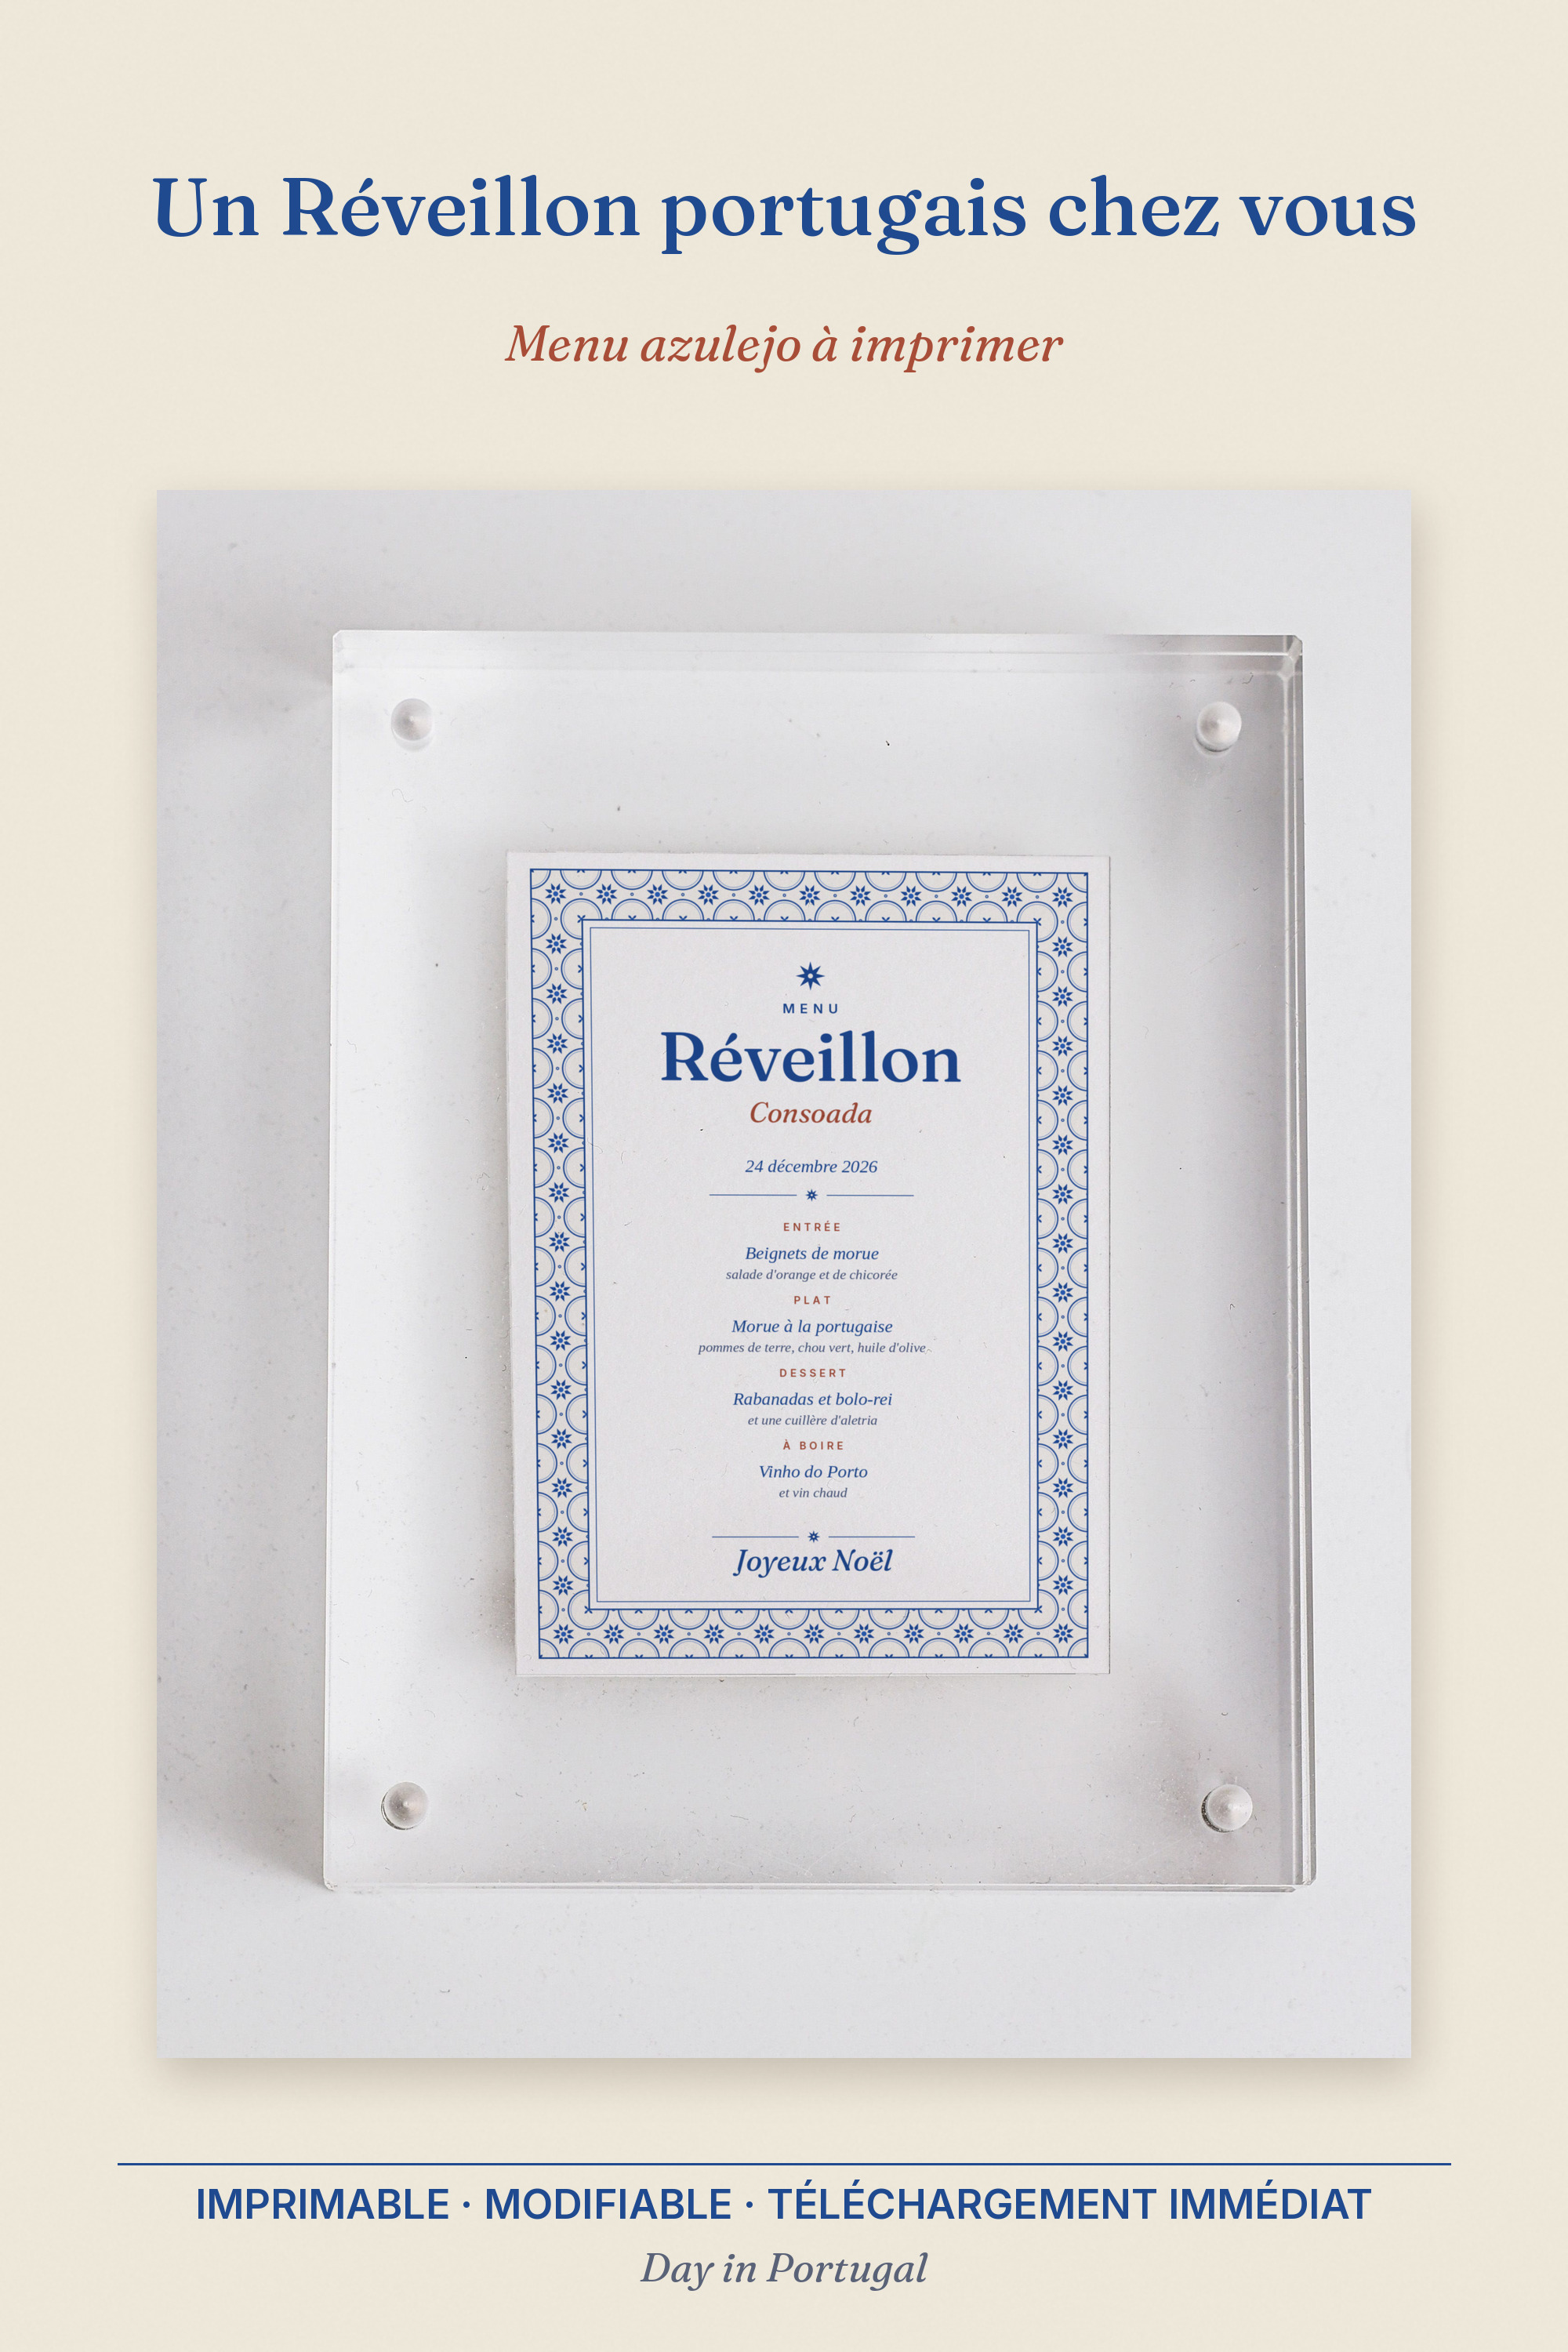 Un Réveillon portugais chez vous
Menu azulejo à imprimer
MENU
Réveillon
Consoada
24 décembre 2026
ENTRÉE
Beignets de morue
salade d'orange et de chicorée
PLAT
Morue à la portugaise
pommes de terre, chou vert, huile d'olive
DESSERT
Rabanadas et bolo-rei
et une cuillère d'aletria
À BOIRE
Vinho do Porto
et vin chaud
Joyeux Noël
IMPRIMABLE · MODIFIABLE · TÉLÉCHARGEMENT IMMÉDIAT
Day in Portugal